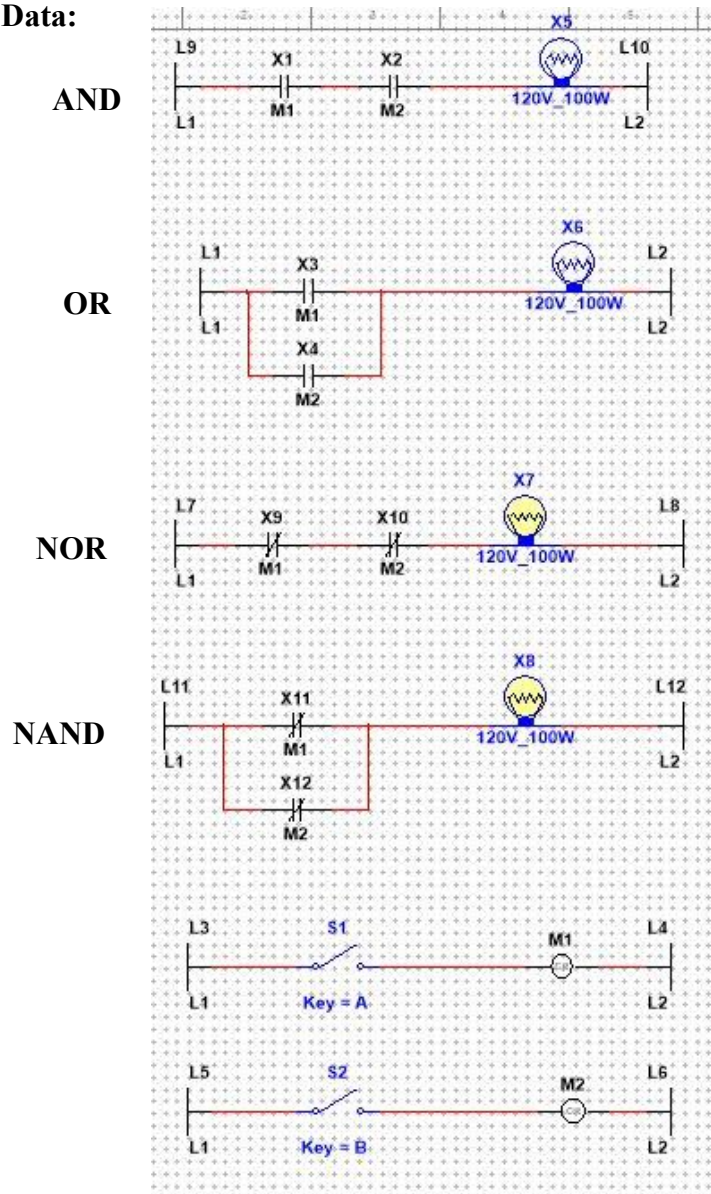 Data:
X5
L9 X1 X2 L10
AND
120V_100W
L1 M1 M2 L2
X6
L1 X3 L2
OR
120V_100W
L1 M1 L2
X4
M2
X7
L7 X9 X10 L8
NOR
120V_100W
L1 M1 M2 L2
X8
L11 X11 L12
NAND
120V_100W
L1 M1 L2
X12
M2
L3 S1 M1 L4
L1 Key = A L2
L5 S2 M2 L6
L1 Key = B L2